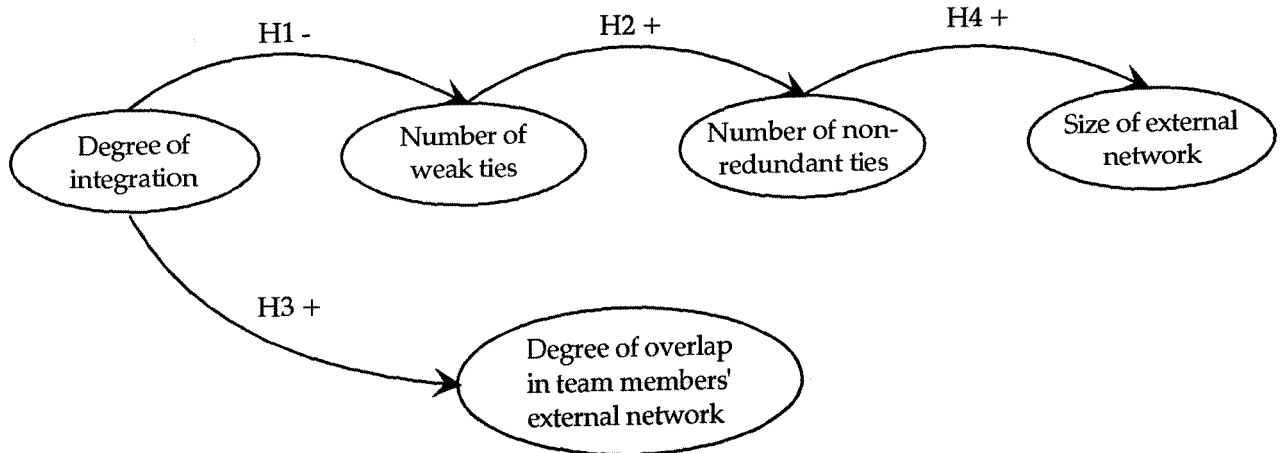 H1 -
H2 +
H4 +
Degree of
integration
Number of
weak ties
Number of non-
redundant ties
Size of external
network
H3 +
Degree of overlap
in team members'
external network